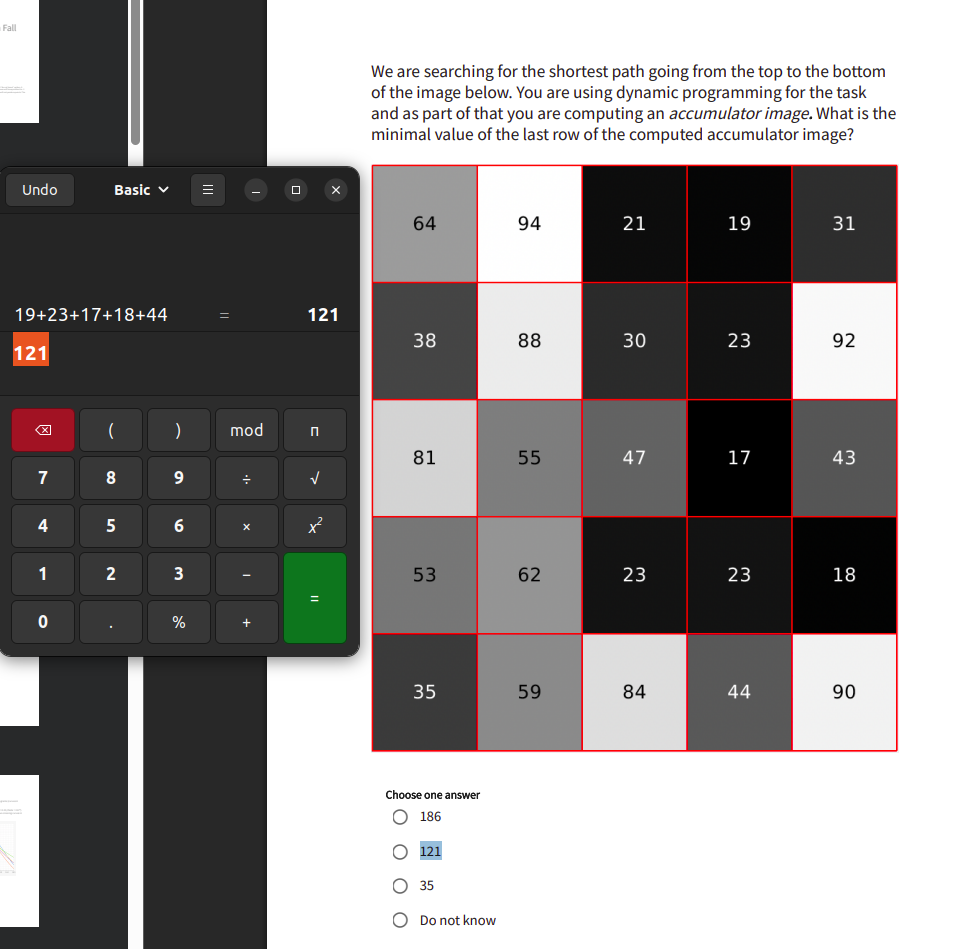 Fall
We are searching for the shortest path going from the top to the bottom
of the image below. You are using dynamic programming for the task
and as part of that you are computing an accumulator image. What is the
minimal value of the last row of the computed accumulator image?
Undo Basic
19+23+17+18+44 = 121
121
( ) mod π
7 8 9 ÷ √
4 5 6 × x²
1 2 3 − =
0 . % +
64 94 21 19 31
38 88 30 23 92
81 55 47 17 43
53 62 23 23 18
35 59 84 44 90
Choose one answer
186
121
35
Do not know